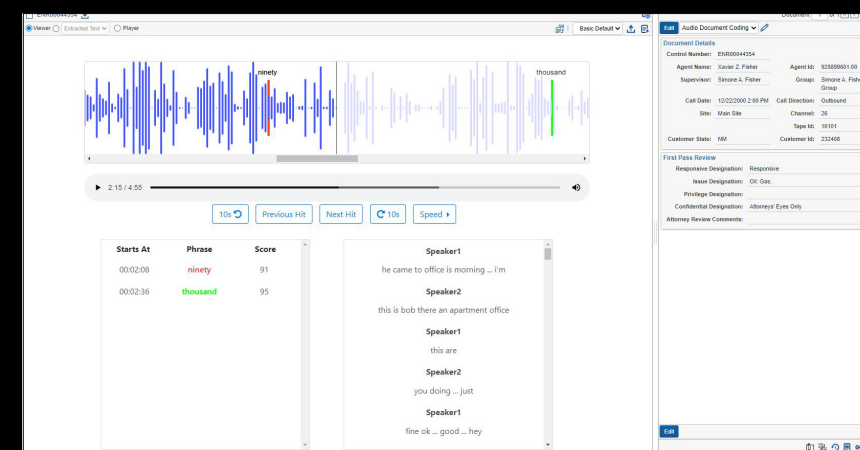 ENR00044354
Viewer Extracted Text Player
Basic Default
ninety
thousand
2:15 / 4:55
10s Previous Hit Next Hit 10s Speed
Starts At Phrase Score
00:02:08 ninety 91
00:02:36 thousand 95
Speaker1
he came to office is morning ... i'm
Speaker2
this is bob there an apartment office
Speaker1
this are
Speaker2
you doing ... just
Speaker1
fine ok ... good ... hey
Document 1 of 1
Edit Audio Document Coding
Document Details
Control Number: ENR00044354
Agent Name: Xavier Z. Fisher Agent Id: 928899601.00
Supervisor: Simone A. Fisher Group: Simone A. Fishe
Group
Call Date: 12/22/2000 2:00 PM Call Direction: Outbound
Site: Main Site Channel: 26
Tape Id: 10101
Customer State: NM Customer Id: 232408
First Pass Review
Responsive Designation: Responsive
Issue Designation: Oil, Gas,
Privilege Designation:
Confidential Designation: Attorneys' Eyes Only
Attorney Review Comments:
Edit